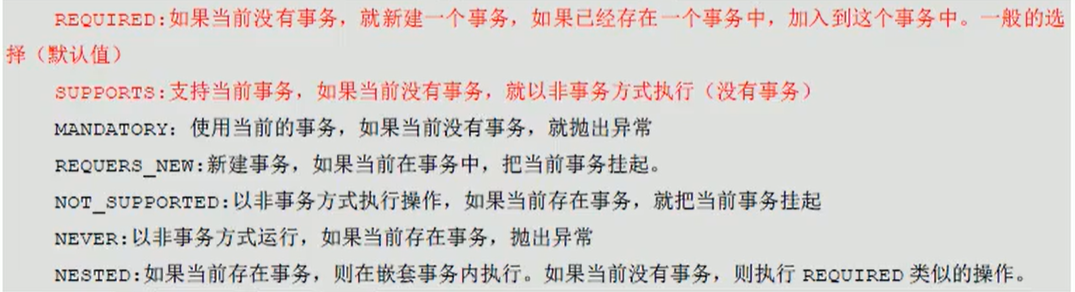 REQUIRED:如果当前没有事务，就新建一个事务，如果已经存在一个事务中，加入到这个事务中。一般的选
择（默认值）
SUPPORTS:支持当前事务，如果当前没有事务，就以非事务方式执行（没有事务）
MANDATORY：使用当前的事务，如果当前没有事务，就抛出异常
REQUERS_NEW:新建事务，如果当前在事务中，把当前事务挂起。
NOT_SUPPORTED:以非事务方式执行操作，如果当前存在事务，就把当前事务挂起
NEVER:以非事务方式运行，如果当前存在事务，抛出异常
NESTED:如果当前存在事务，则在嵌套事务内执行。如果当前没有事务，则执行 REQUIRED 类似的操作。